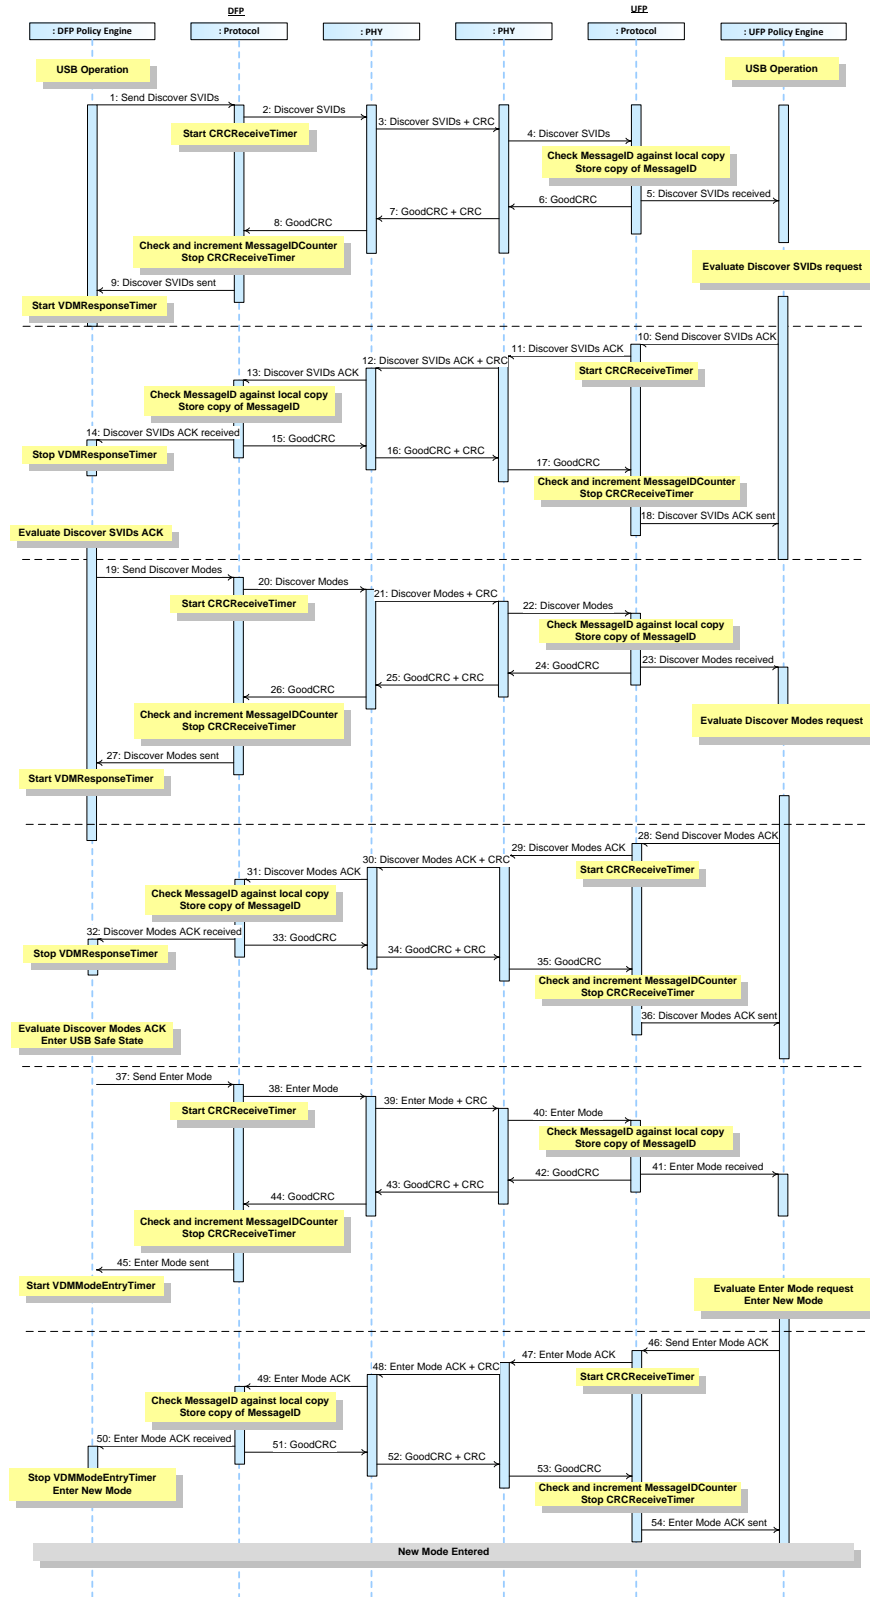 DFP
UFP
: DFP Policy Engine
: Protocol
: PHY
: PHY
: Protocol
: UFP Policy Engine
USB Operation
USB Operation
1: Send Discover SVIDs
2: Discover SVIDs
3: Discover SVIDs + CRC
Start CRCReceiveTimer
4: Discover SVIDs
Check MessageID against local copy
Store copy of MessageID
5: Discover SVIDs received
6: GoodCRC
7: GoodCRC + CRC
8: GoodCRC
Check and increment MessageIDCounter
Stop CRCReceiveTimer
Evaluate Discover SVIDs request
9: Discover SVIDs sent
Start VDMResponseTimer
10: Send Discover SVIDs ACK
11: Discover SVIDs ACK
12: Discover SVIDs ACK + CRC
Start CRCReceiveTimer
13: Discover SVIDs ACK
Check MessageID against local copy
Store copy of MessageID
14: Discover SVIDs ACK received
15: GoodCRC
Stop VDMResponseTimer
16: GoodCRC + CRC
17: GoodCRC
Check and increment MessageIDCounter
Stop CRCReceiveTimer
18: Discover SVIDs ACK sent
Evaluate Discover SVIDs ACK
19: Send Discover Modes
20: Discover Modes
21: Discover Modes + CRC
Start CRCReceiveTimer
22: Discover Modes
Check MessageID against local copy
Store copy of MessageID
23: Discover Modes received
24: GoodCRC
25: GoodCRC + CRC
26: GoodCRC
Check and increment MessageIDCounter
Stop CRCReceiveTimer
Evaluate Discover Modes request
27: Discover Modes sent
Start VDMResponseTimer
28: Send Discover Modes ACK
29: Discover Modes ACK
30: Discover Modes ACK + CRC
Start CRCReceiveTimer
31: Discover Modes ACK
Check MessageID against local copy
Store copy of MessageID
32: Discover Modes ACK received
33: GoodCRC
Stop VDMResponseTimer
34: GoodCRC + CRC
35: GoodCRC
Check and increment MessageIDCounter
Stop CRCReceiveTimer
36: Discover Modes ACK sent
Evaluate Discover Modes ACK
Enter USB Safe State
37: Send Enter Mode
38: Enter Mode
39: Enter Mode + CRC
Start CRCReceiveTimer
40: Enter Mode
Check MessageID against local copy
Store copy of MessageID
41: Enter Mode received
42: GoodCRC
43: GoodCRC + CRC
44: GoodCRC
Check and increment MessageIDCounter
Stop CRCReceiveTimer
45: Enter Mode sent
Start VDMModeEntryTimer
Evaluate Enter Mode request
Enter New Mode
46: Send Enter Mode ACK
47: Enter Mode ACK
48: Enter Mode ACK + CRC
Start CRCReceiveTimer
49: Enter Mode ACK
Check MessageID against local copy
Store copy of MessageID
50: Enter Mode ACK received
51: GoodCRC
52: GoodCRC + CRC
53: GoodCRC
Stop VDMModeEntryTimer
Enter New Mode
Check and increment MessageIDCounter
Stop CRCReceiveTimer
54: Enter Mode ACK sent
New Mode Entered